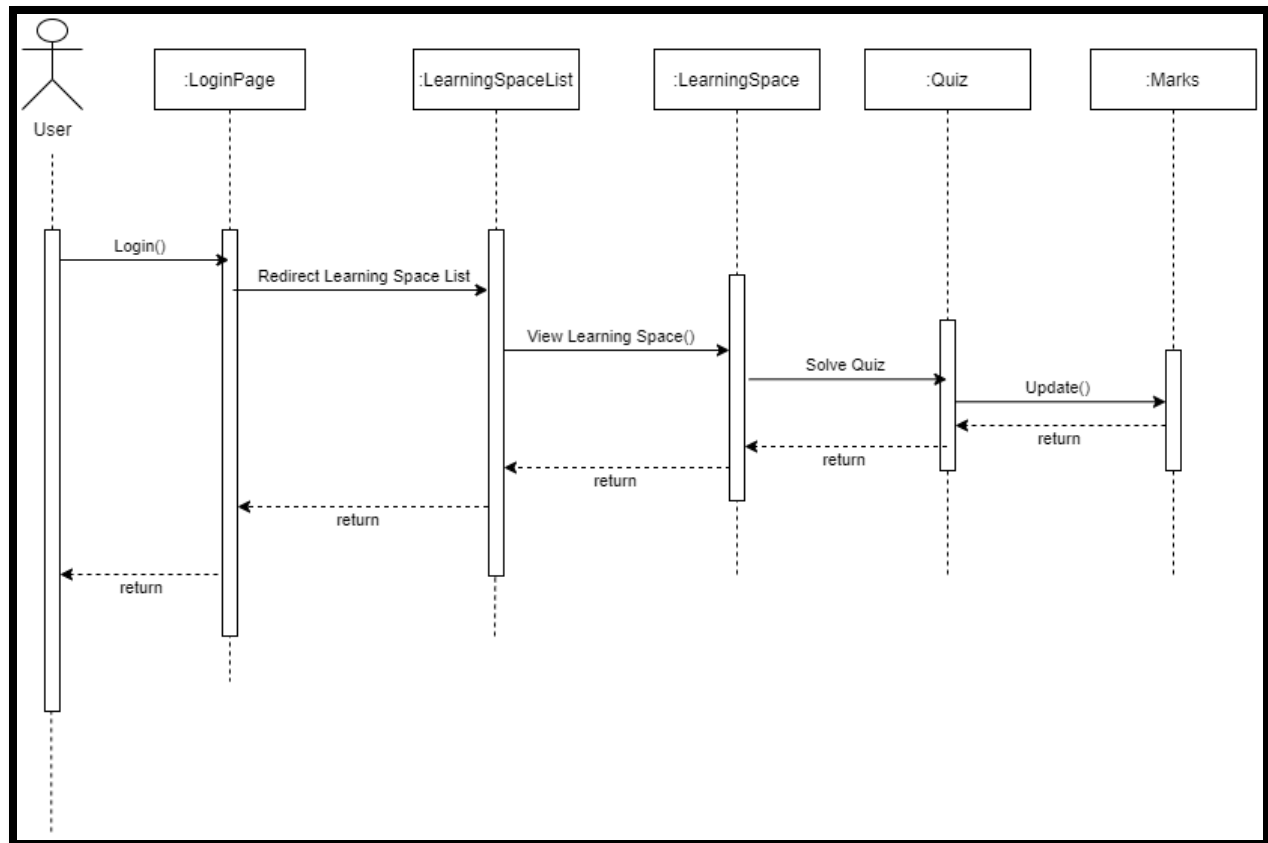 :LoginPage
:LearningSpaceList
:LearningSpace
:Quiz
:Marks
User
Login()
Redirect Learning Space List
View Learning Space()
Solve Quiz
Update()
return
return
return
return
return